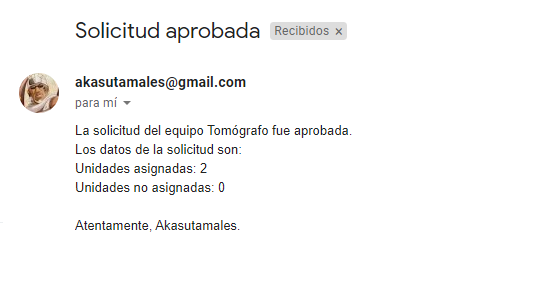 Solicitud aprobada Recibidos ×
akasutamales@gmail.com
para mí
La solicitud del equipo Tomógrafo fue aprobada.
Los datos de la solicitud son:
Unidades asignadas: 2
Unidades no asignadas: 0
Atentamente, Akasutamales.